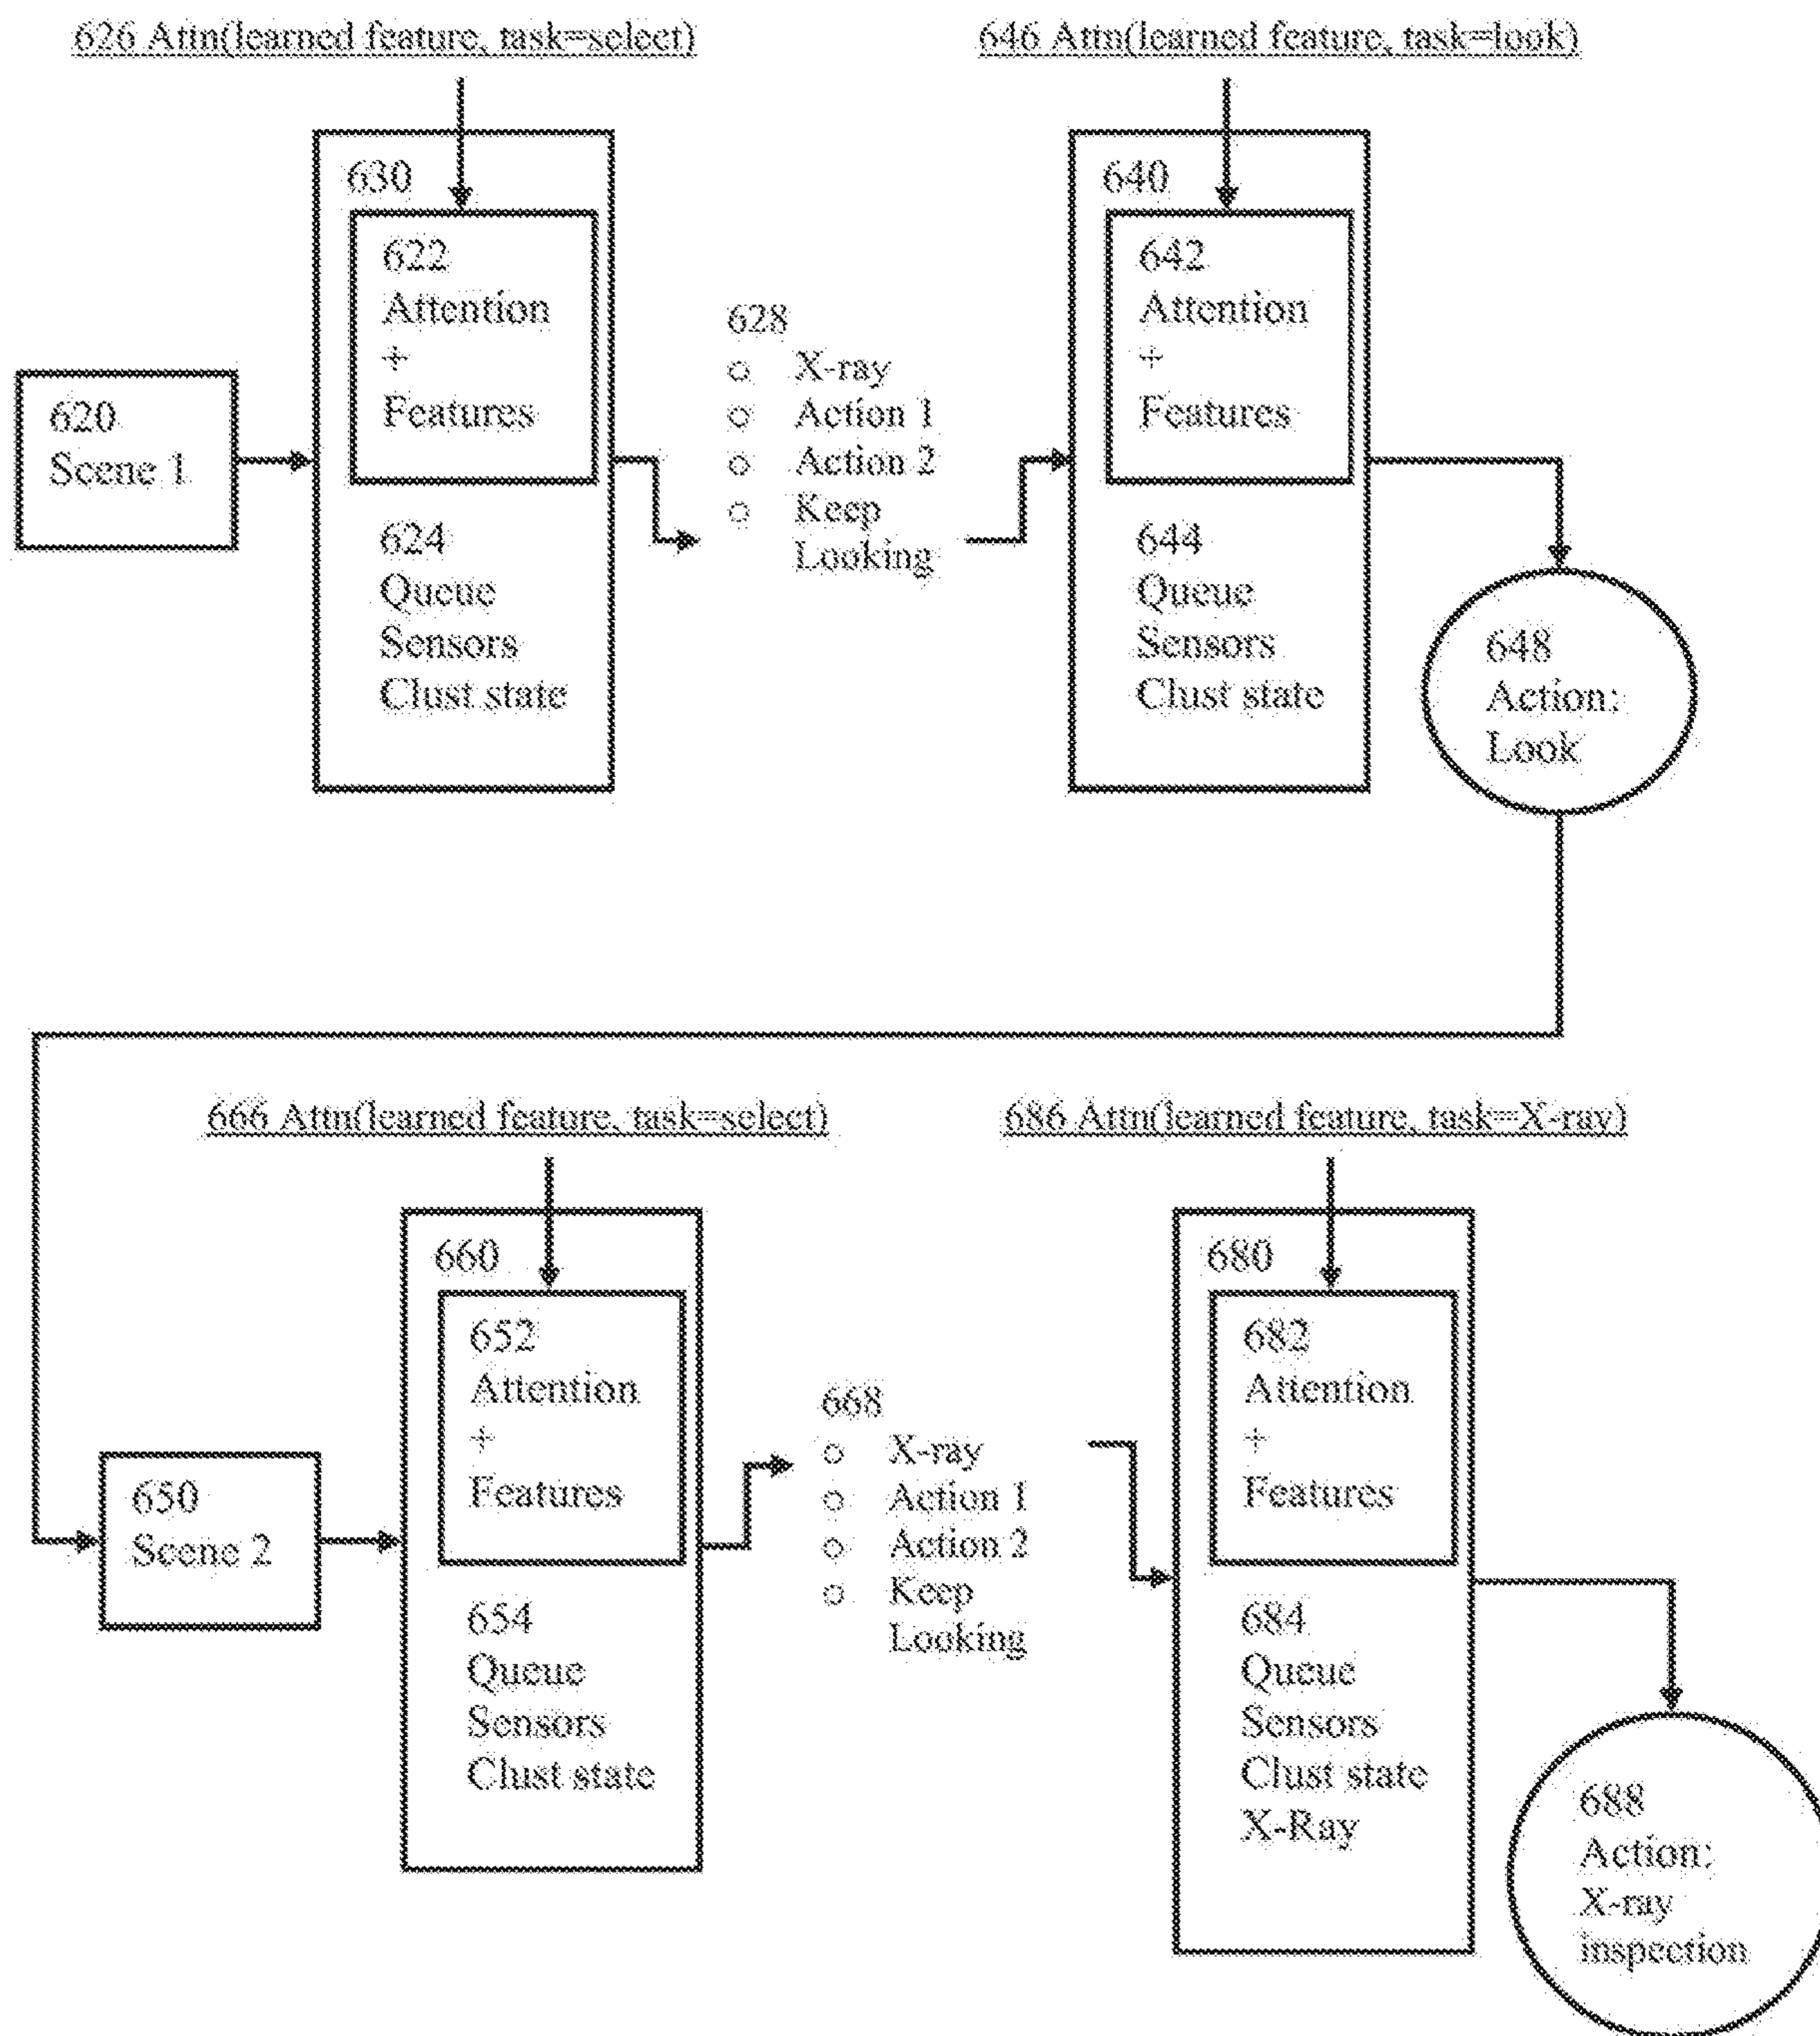 626 Attn(learned feature, task=select)
646 Attn(learned feature, task=look)
630
622
Attention
+
Features
624
Queue
Sensors
Clust state
620
Scene 1
628
○ X-ray
○ Action 1
○ Action 2
○ Keep
Looking
640
642
Attention
+
Features
644
Queue
Sensors
Clust state
648
Action:
Look
666 Attn(learned feature, task=select)
686 Attn(learned feature, task=X-ray)
650
Scene 2
660
652
Attention
+
Features
654
Queue
Sensors
Clust state
668
○ X-ray
○ Action 1
○ Action 2
○ Keep
Looking
680
682
Attention
+
Features
684
Queue
Sensors
Clust state
X-Ray
688
Action:
X-ray
inspection